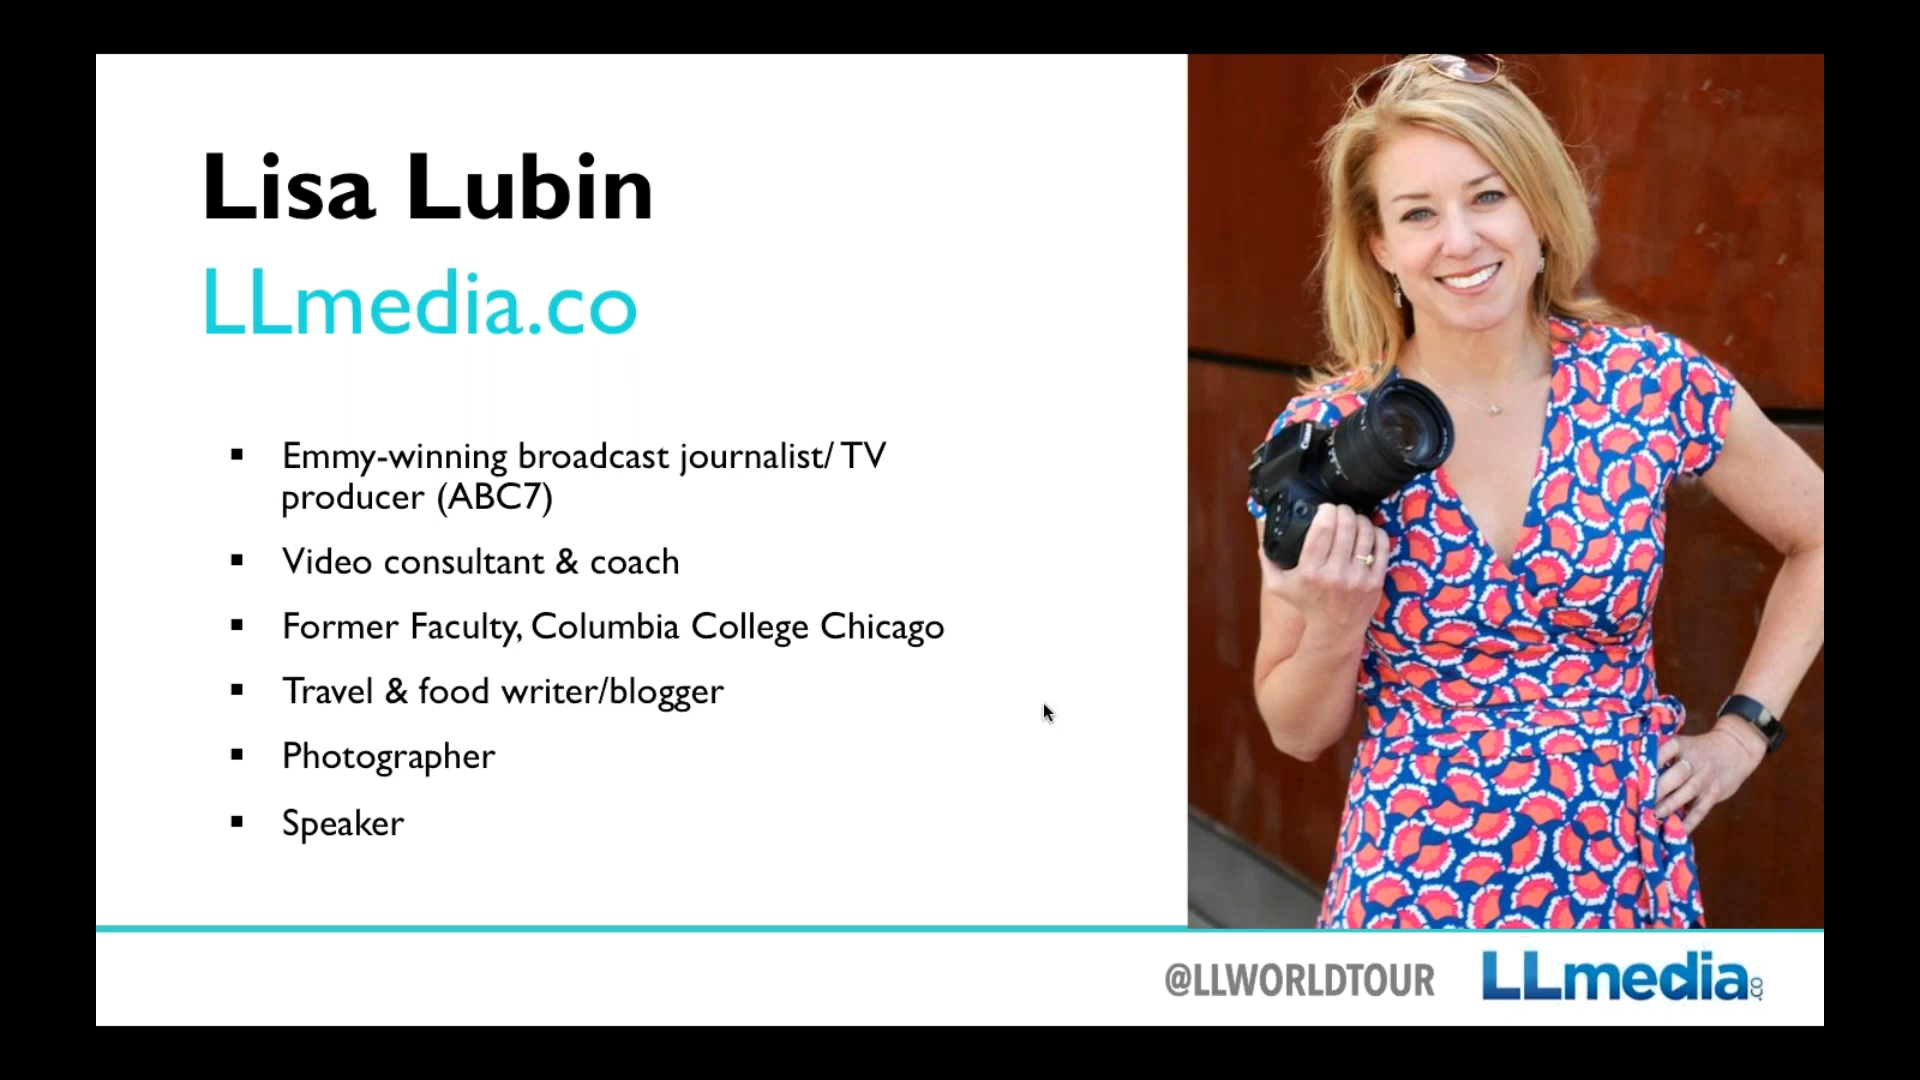 Lisa Lubin
LLmedia.co
▪ Emmy-winning broadcast journalist/ TV
producer (ABC7)
▪ Video consultant & coach
▪ Former Faculty, Columbia College Chicago
▪ Travel & food writer/blogger
▪ Photographer
▪ Speaker
Canon
@LLWORLDTOUR LLmedia.co